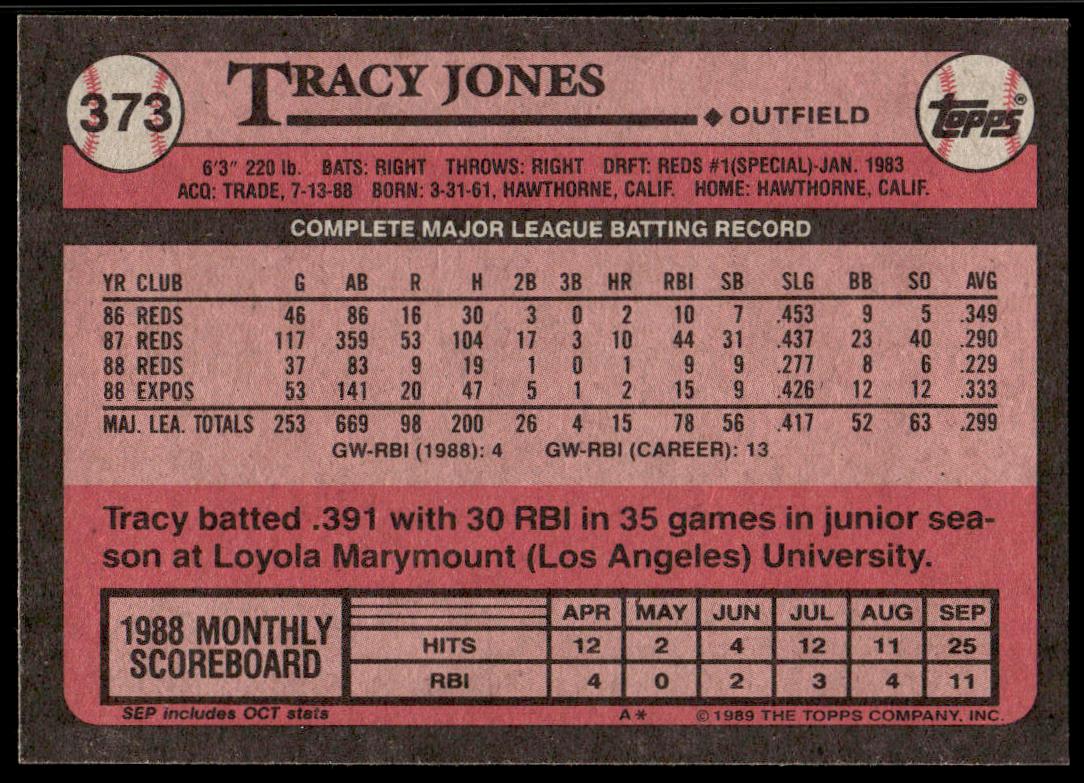 373
TRACY JONES
◆ OUTFIELD
TOPPS®
6'3" 220 lb. BATS: RIGHT THROWS: RIGHT DRFT: REDS #1(SPECIAL)-JAN. 1983
ACQ: TRADE, 7-13-88 BORN: 3-31-61, HAWTHORNE, CALIF. HOME: HAWTHORNE, CALIF.
COMPLETE MAJOR LEAGUE BATTING RECORD
YR CLUB G AB R H 2B 3B HR RBI SB SLG BB SO AVG
86 REDS 46 86 16 30 3 0 2 10 7 .453 9 5 .349
87 REDS 117 359 53 104 17 3 10 44 31 .437 23 40 .290
88 REDS 37 83 9 19 1 0 1 9 9 .277 8 6 .229
88 EXPOS 53 141 20 47 5 1 2 15 9 .426 12 12 .333
MAJ. LEA. TOTALS 253 669 98 200 26 4 15 78 56 .417 52 63 .299
GW-RBI (1988): 4 GW-RBI (CAREER): 13
Tracy batted .391 with 30 RBI in 35 games in junior sea-
son at Loyola Marymount (Los Angeles) University.
1988 MONTHLY
SCOREBOARD
APR MAY JUN JUL AUG SEP
HITS 12 2 4 12 11 25
RBI 4 0 2 3 4 11
SEP includes OCT stats A* © 1989 THE TOPPS COMPANY, INC.